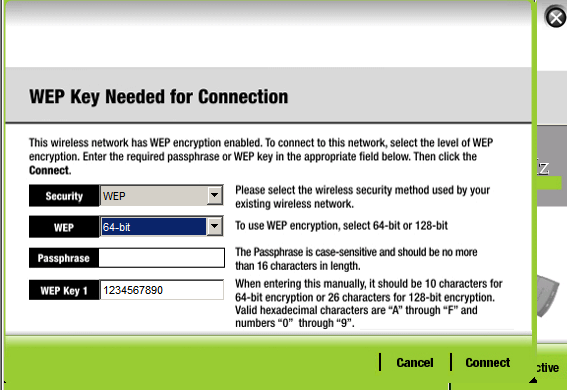 WEP Key Needed for Connection
This wireless network has WEP encryption enabled. To connect to this network, select the level of WEP
encryption. Enter the required passphrase or WEP key in the appropriate field below. Then click the
Connect.
Security WEP Please select the wireless security method used by your
existing wireless network.
WEP 64-bit To use WEP encryption, select 64-bit or 128-bit
Passphrase The Passphrase is case-sensitive and should be no more
than 16 characters in length.
WEP Key 1 1234567890 When entering this manually, it should be 10 characters for
64-bit encryption or 26 characters for 128-bit encryption.
Valid hexadecimal characters are “A” through “F” and
numbers “0” through “9”.
Cancel Connect